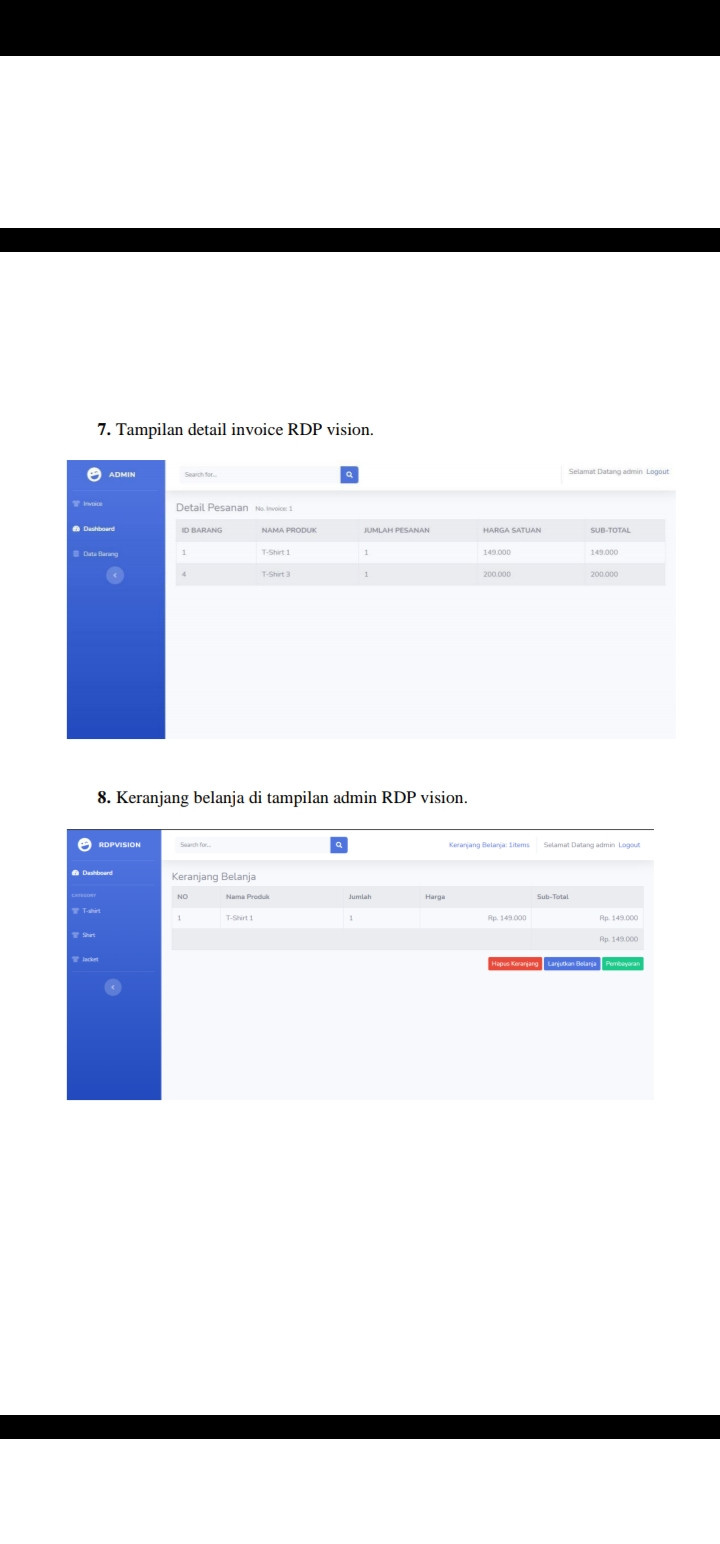 7. Tampilan detail invoice RDP vision.
ADMIN
Search for...
Selamat Datang admin Logout
Invoice
Dashboard
Data Barang
Detail Pesanan No. Invoice: 1
ID BARANG NAMA PRODUK JUMLAH PESANAN HARGA SATUAN SUB-TOTAL
1 T-Shirt 1 1 149.000 149.000
4 T-Shirt 3 1 200.000 200.000
8. Keranjang belanja di tampilan admin RDP vision.
RDPVISION
Search for...
Keranjang Belanja: 1items Selamat Datang admin Logout
Dashboard
CATEGORY
T-shirt
Shirt
Jacket
Keranjang Belanja
NO Nama Produk Jumlah Harga Sub-Total
1 T-Shirt 1 1 Rp. 149.000 Rp. 149.000
Rp. 149.000
Hapus Keranjang Lanjutkan Belanja Pembayaran